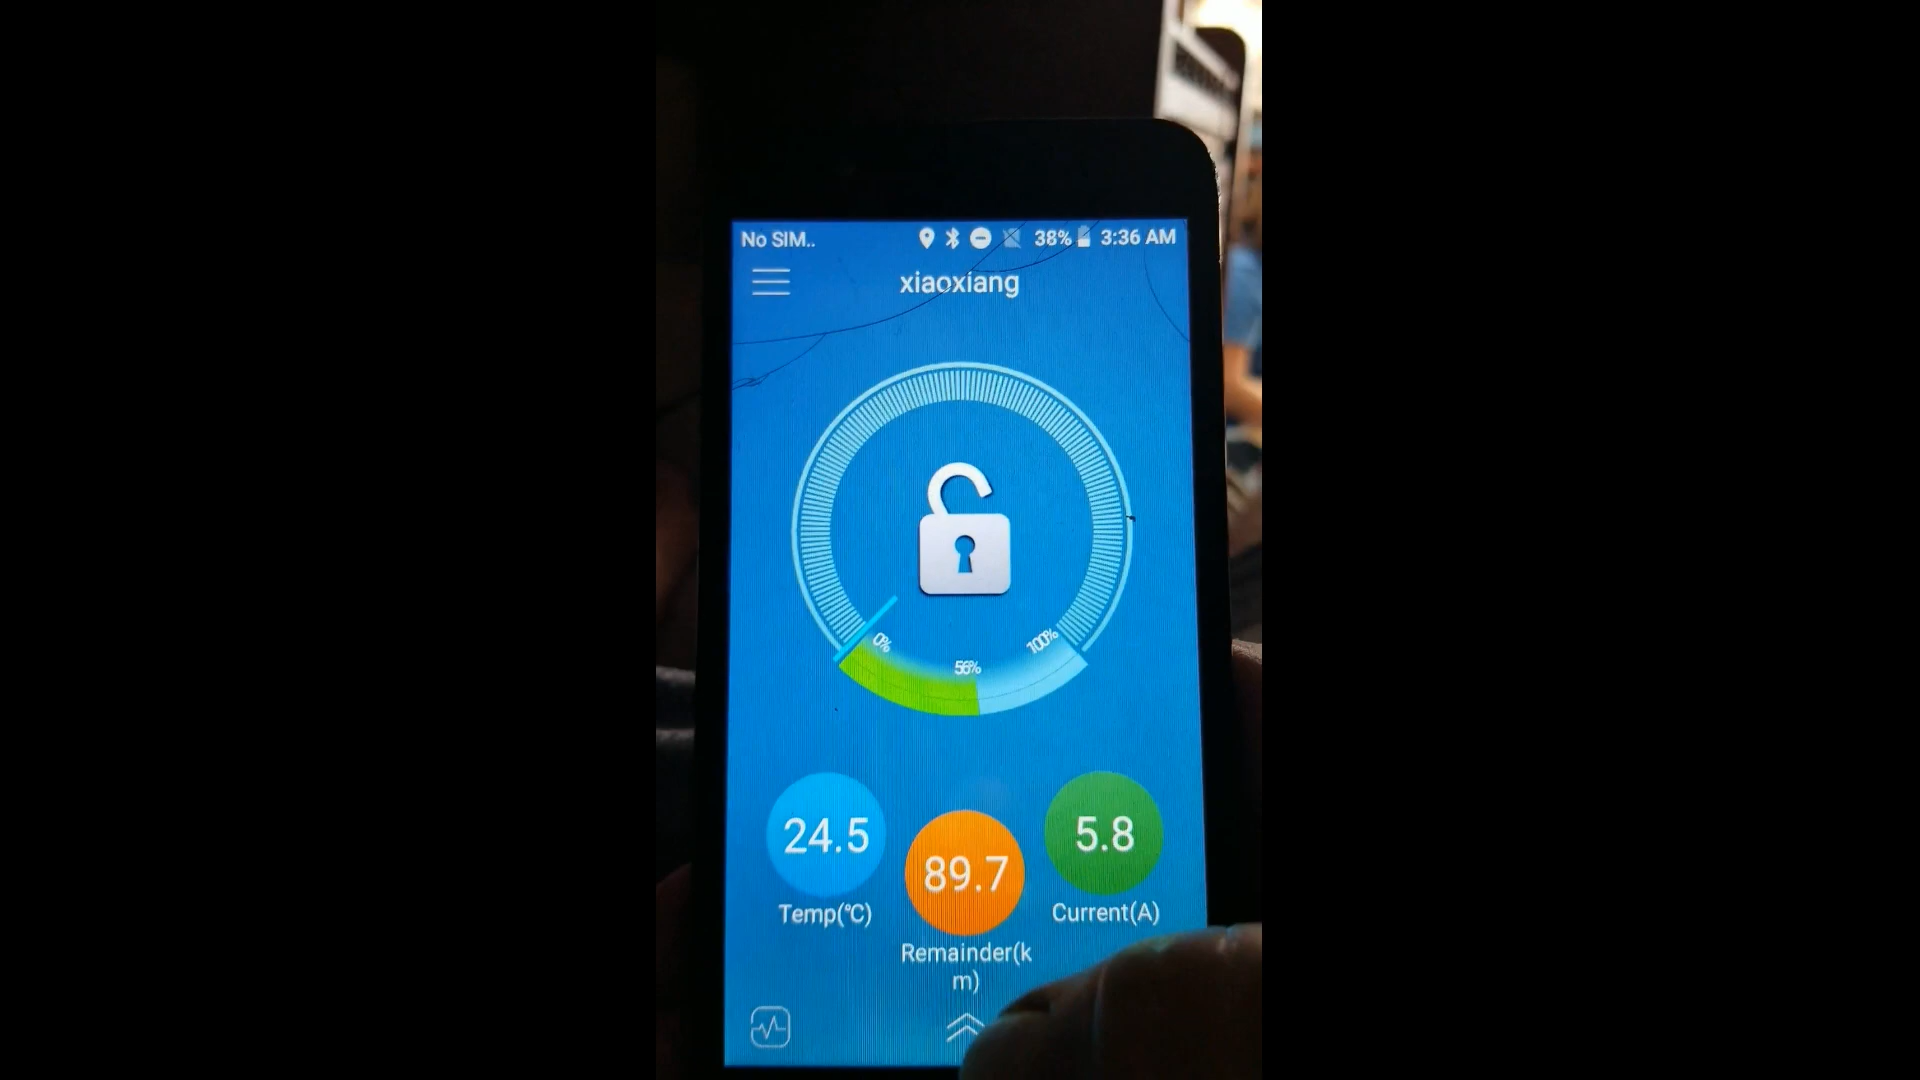 No SIM.. 38% 3:36 AM
xiaoxiang
0% 56% 100%
24.5 89.7 5.8
Temp(°C) Current(A)
Remainder(k
m)